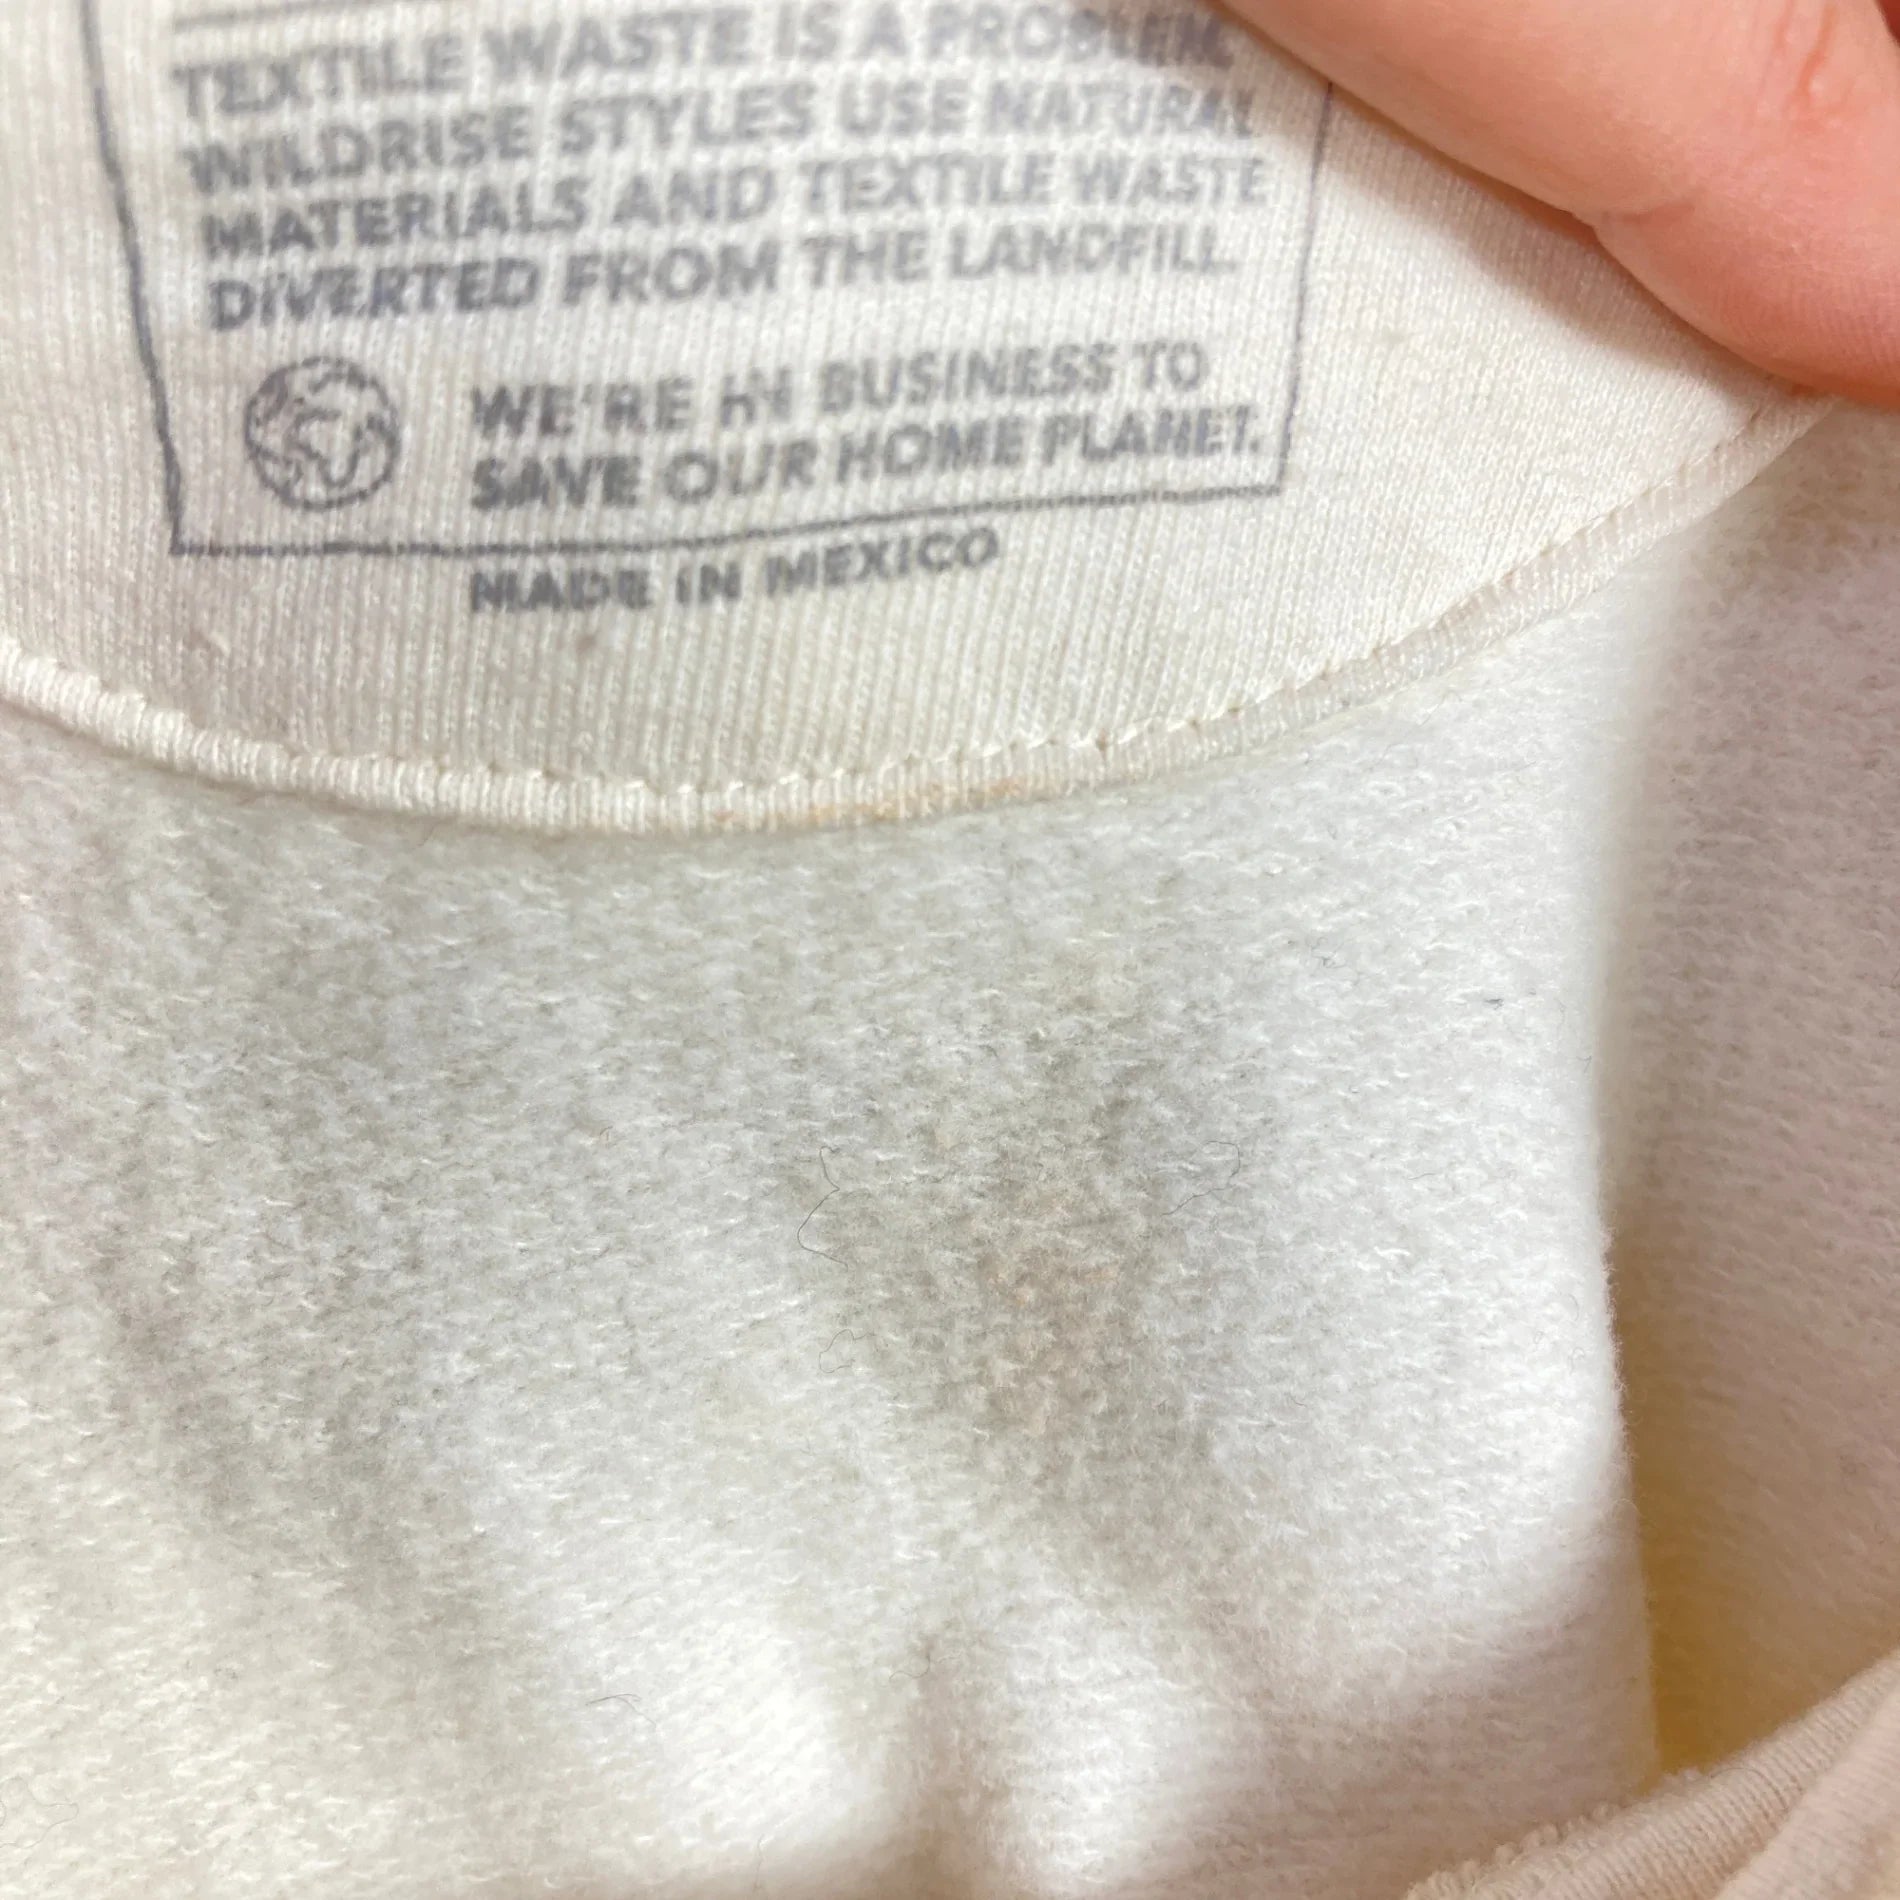 TEXTILE WASTE IS A PROBLEM.
WILDRISE STYLES USE NATURAL
MATERIALS AND TEXTILE WASTE
DIVERTED FROM THE LANDFILL.
WE'RE IN BUSINESS TO
SAVE OUR HOME PLANET.
MADE IN MEXICO